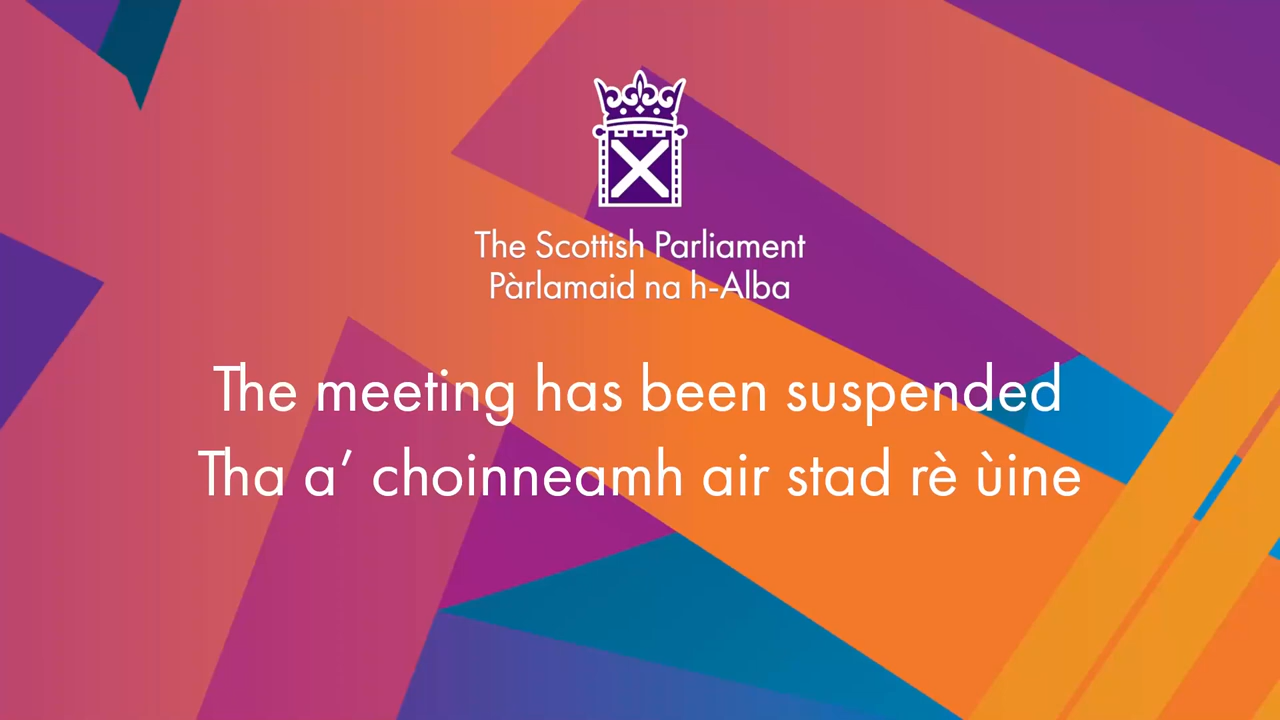 The Scottish Parliament
Pàrlamaid na h-Alba
The meeting has been suspended
Tha a’ choinneamh air stad rè ùine